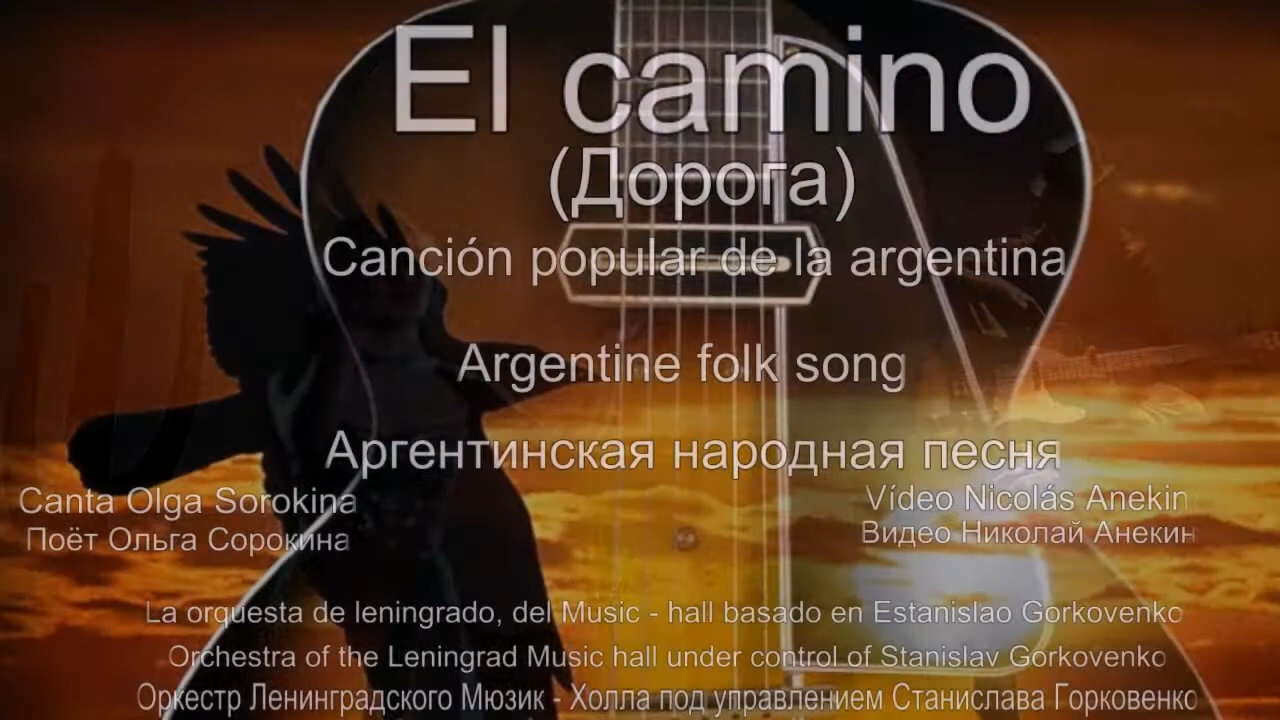 El camino
(Дорога)
Canción popular de la argentina
Argentine folk song
Аргентинская народная песня
Canta Olga Sorokina
Поёт Ольга Сорокина
Vídeo Nicolás Anekin
Видео Николай Анекин
La orquesta de leningrado, del Music - hall basado en Estanislao Gorkovenko
Orchestra of the Leningrad Music hall under control of Stanislav Gorkovenko
Оркестр Ленинградского Мюзик - Холла под управлением Станислава Горковенко